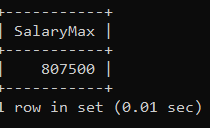 +-----------+
| SalaryMax |
+-----------+
|    807500 |
+-----------+
1 row in set (0.01 sec)